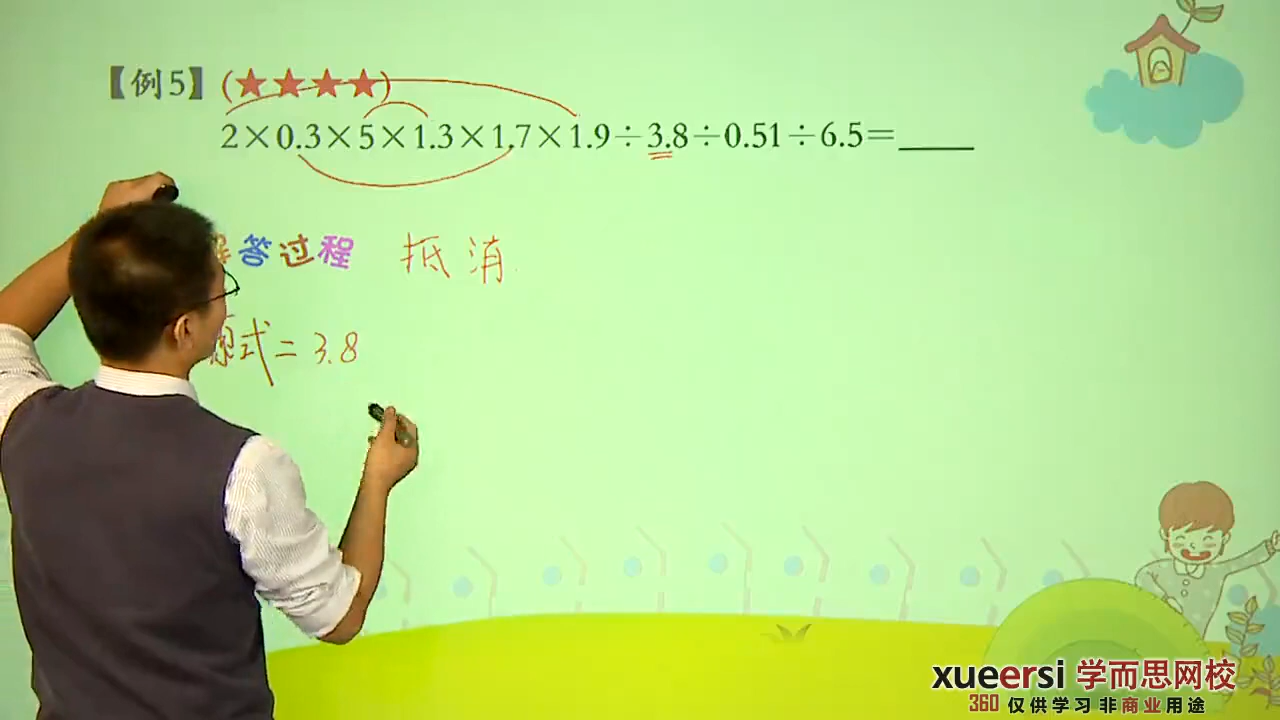 【例5】(★★★★)
2×0.3×5×1.3×1.7×1.9÷3.8÷0.51÷6.5=____
答过程 抵消
式=3.8
xueersi 学而思网校
360 仅供学习非商业用途